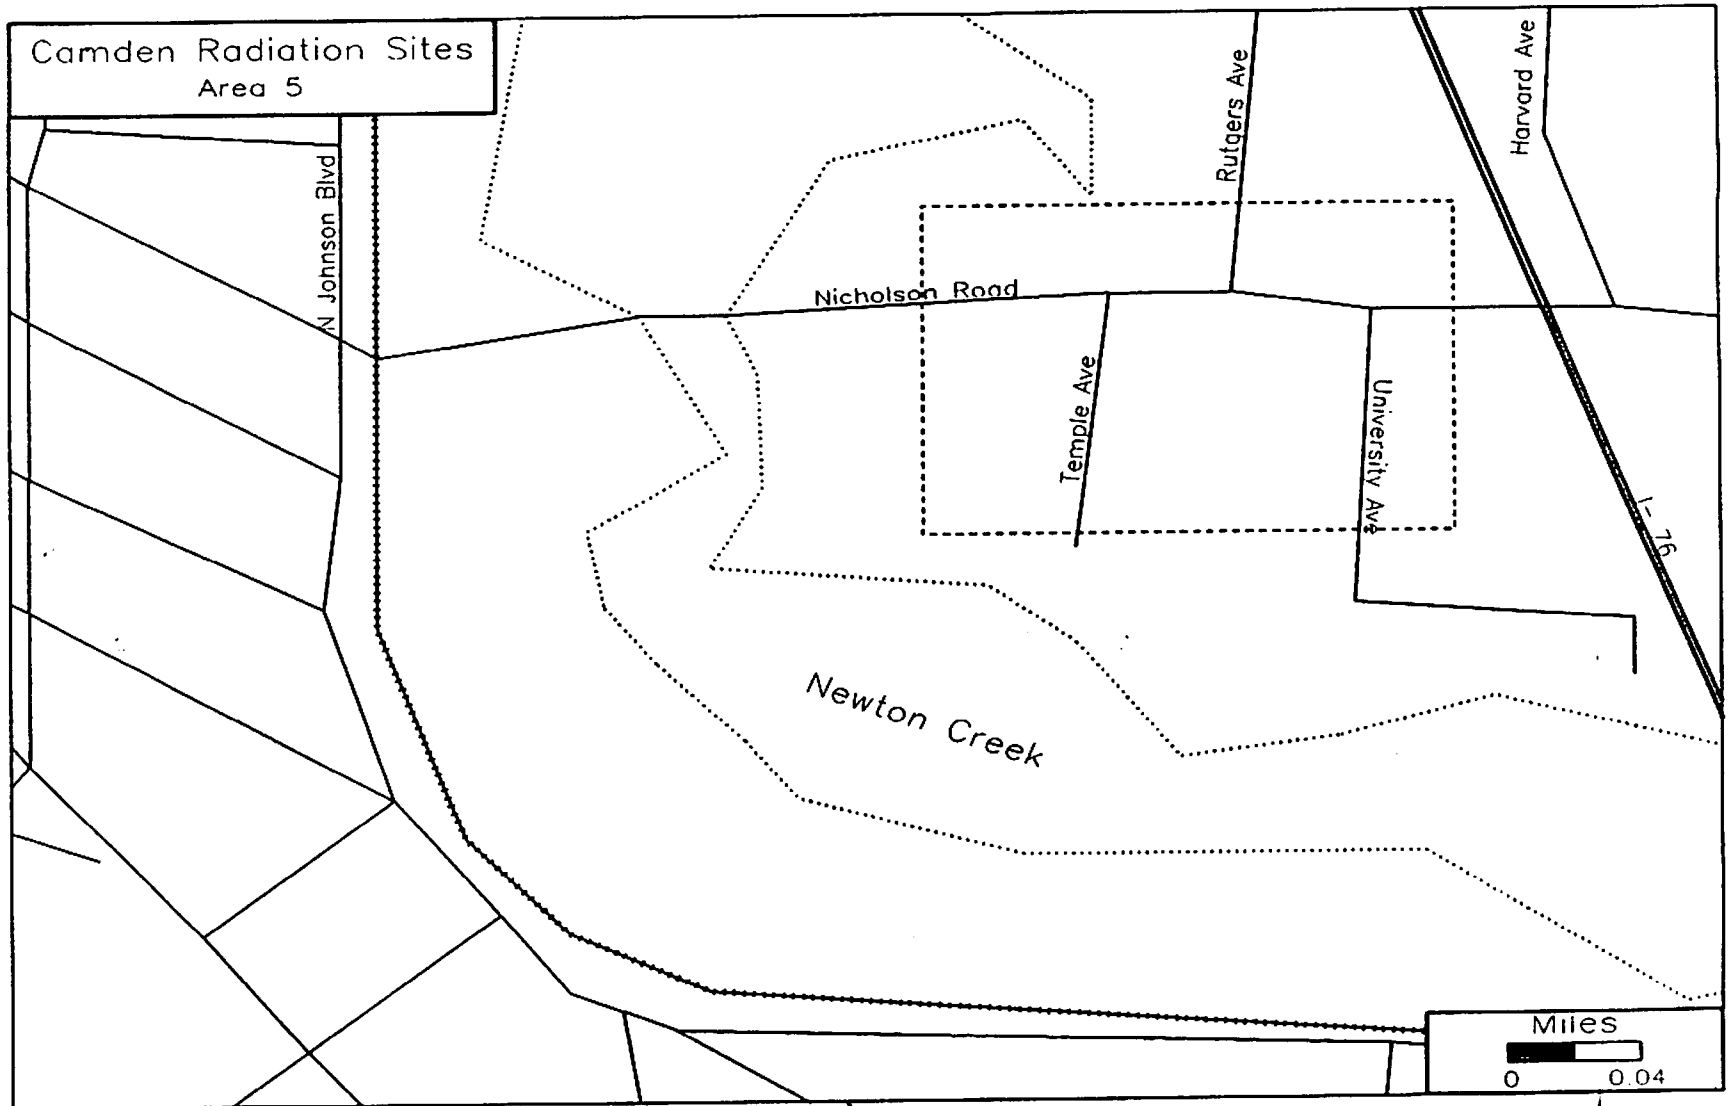 Camden Radiation Sites
Area 5
N Johnson Blvd
Rutgers Ave
Harvard Ave
Nicholson Road
Temple Ave
University Ave
I- 76
Newton Creek
Miles
0 0.04